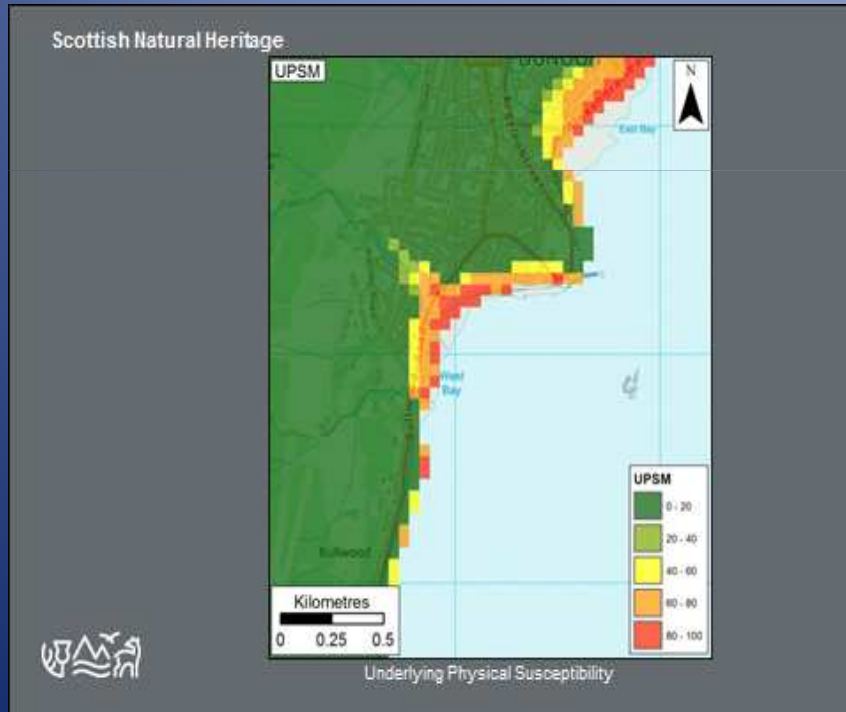 Scottish Natural Heritage
UPSM
N
East Bay
West
Bay
Bullwood
UPSM
0 - 20
20 - 40
40 - 60
60 - 80
80 - 100
Kilometres
0 0.25 0.5
Underlying Physical Susceptibility